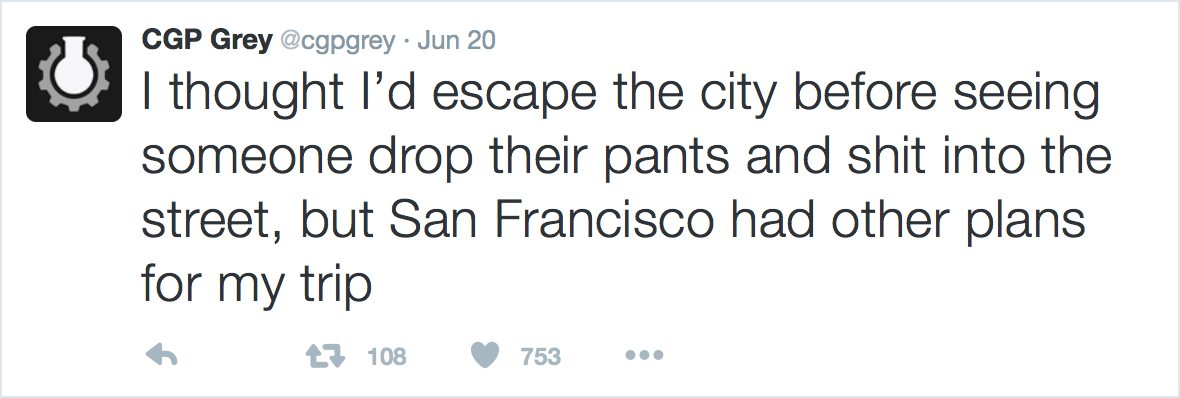 CGP Grey @cgpgrey · Jun 20
I thought I’d escape the city before seeing
someone drop their pants and shit into the
street, but San Francisco had other plans
for my trip
108 753